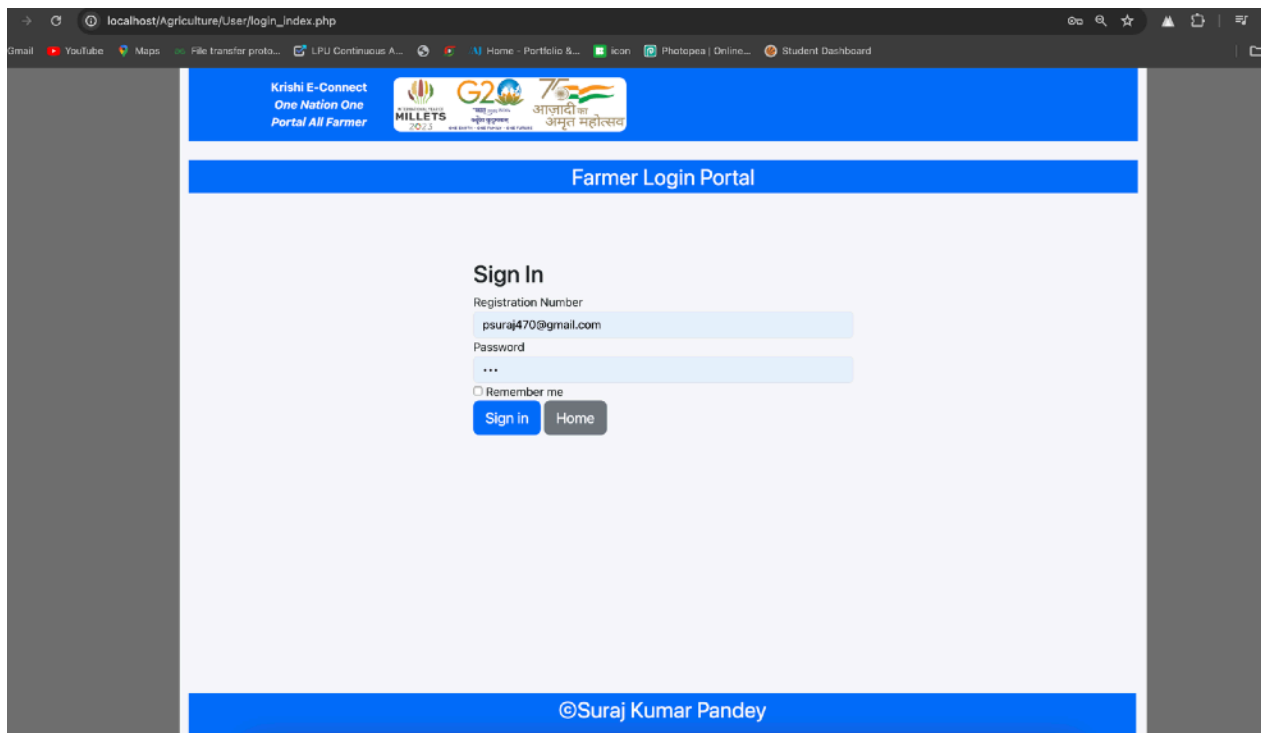 localhost/Agriculture/User/login_index.php
Gmail YouTube Maps File transfer proto... LPU Continuous A... Home - Portfolio &... icon Photopea | Online... Student Dashboard
Krishi E-Connect
One Nation One
Portal All Farmer
MILLETS
2023
G20
आज़ादी का
अमृत महोत्सव
Farmer Login Portal
Sign In
Registration Number
psuraj470@gmail.com
Password
•••
Remember me
Sign in Home
©Suraj Kumar Pandey